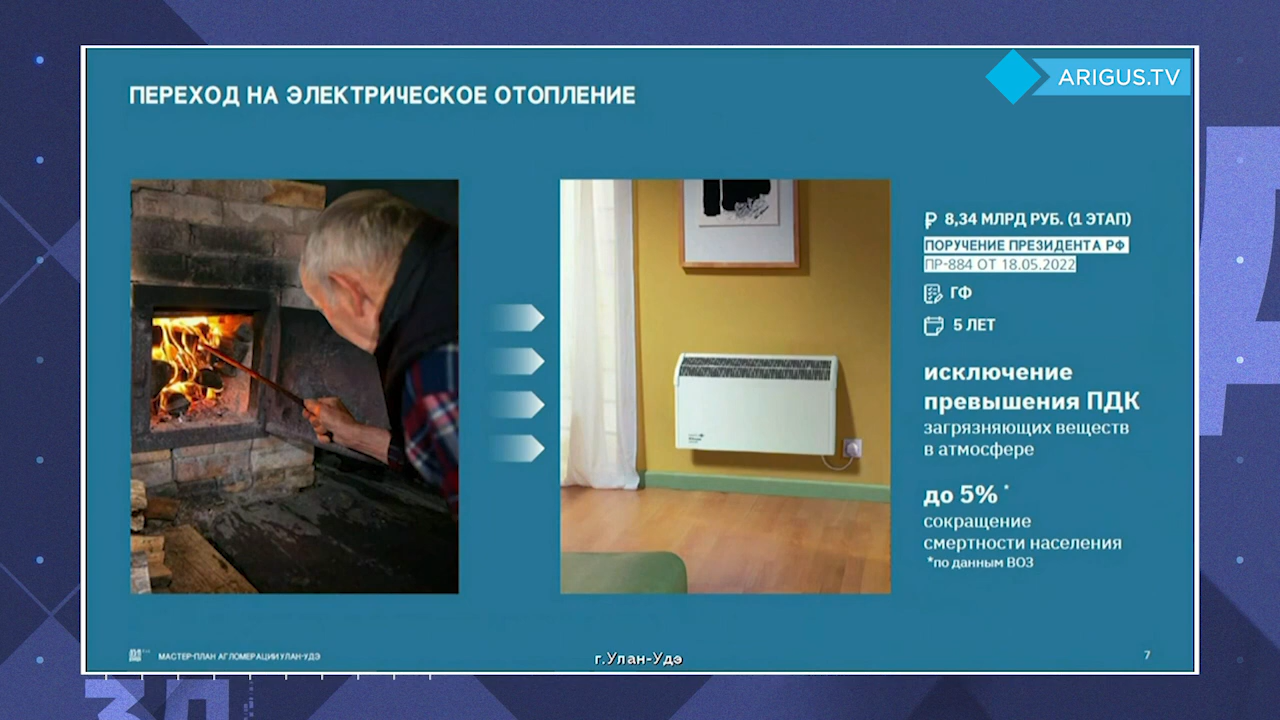 ARIGUS.TV
ПЕРЕХОД НА ЭЛЕКТРИЧЕСКОЕ ОТОПЛЕНИЕ
₽ 8,34 МЛРД РУБ. (1 ЭТАП)
ПОРУЧЕНИЕ ПРЕЗИДЕНТА РФ
ПР-884 ОТ 18.05.2022
ГФ
5 ЛЕТ
исключение
превышения ПДК
загрязняющих веществ
в атмосфере
до 5% *
сокращение
смертности населения
*по данным ВОЗ
МАСТЕР-ПЛАН АГЛОМЕРАЦИИ УЛАН-УДЭ
г.Улан-Удэ
7